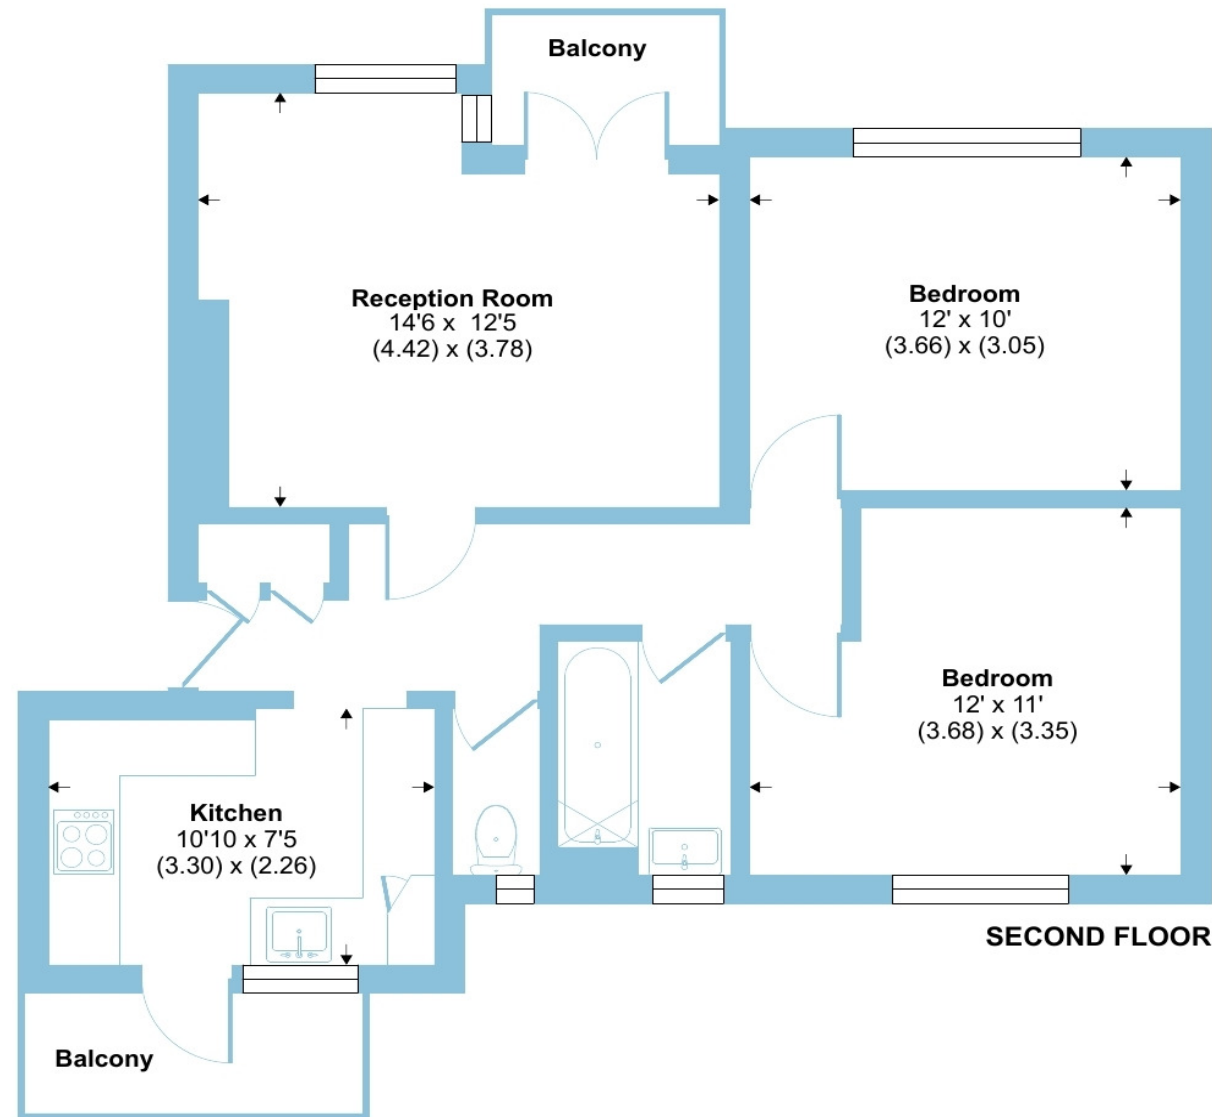 Balcony
Reception Room
14'6 x 12'5
(4.42) x (3.78)
Bedroom
12' x 10'
(3.66) x (3.05)
Bedroom
12' x 11'
(3.68) x (3.35)
Kitchen
10'10 x 7'5
(3.30) x (2.26)
SECOND FLOOR
Balcony